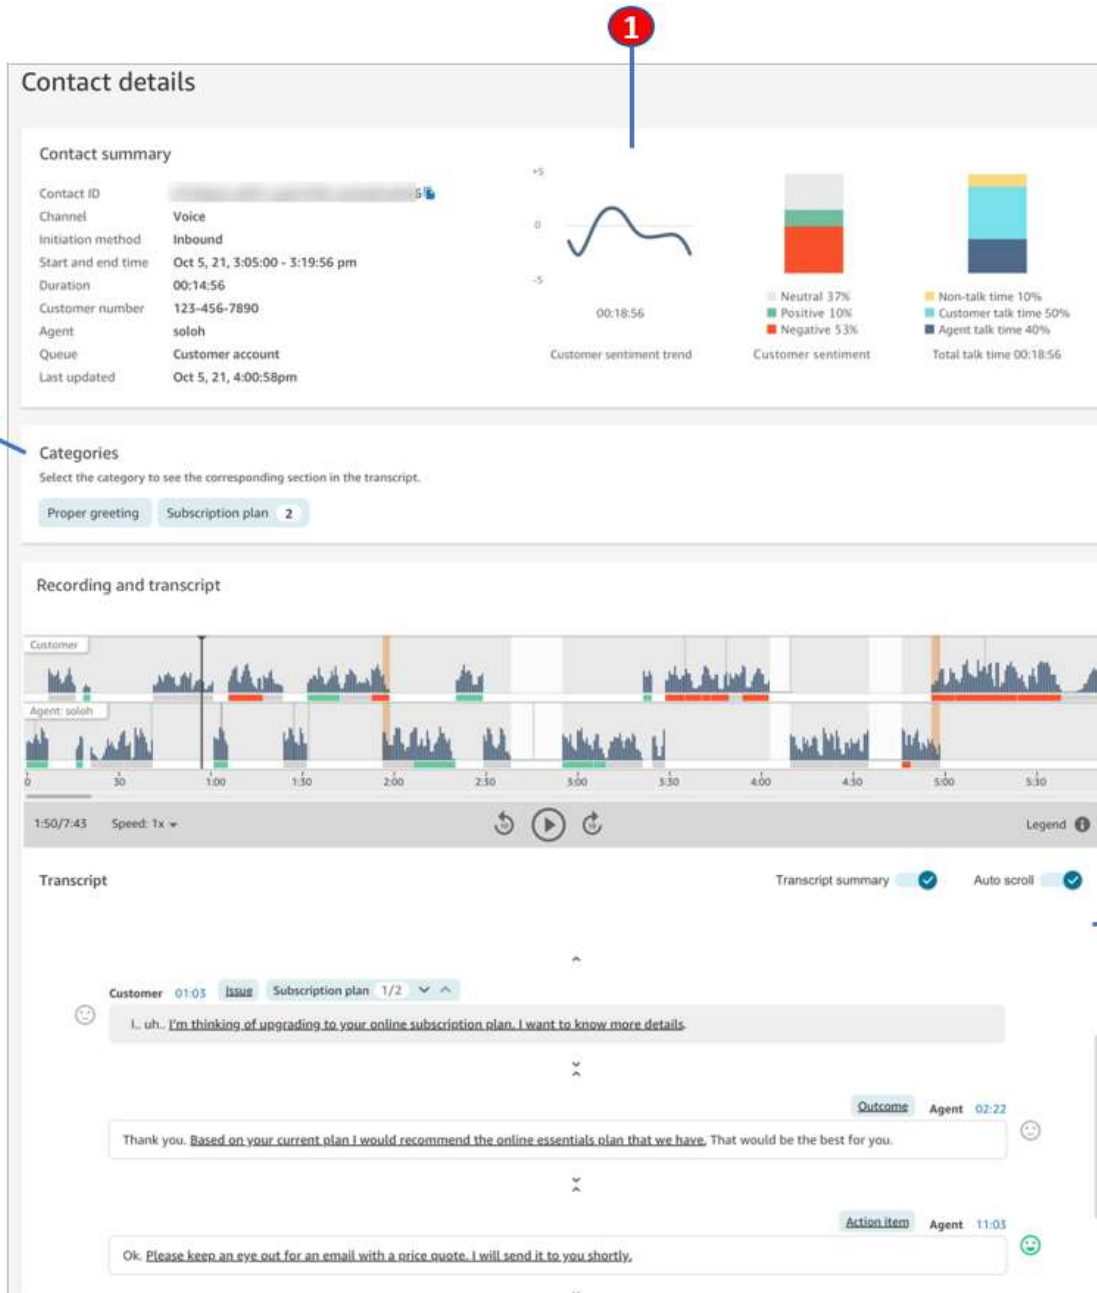 1
Contact details
Contact summary
Contact ID
Channel Voice
Initiation method Inbound
Start and end time Oct 5, 21, 3:05:00 - 3:19:56 pm
Duration 00:14:56
Customer number 123-456-7890
Agent soloh
Queue Customer account
Last updated Oct 5, 21, 4:00:58pm
+5
0
-5
00:18:56
Customer sentiment trend
Neutral 37%
Positive 10%
Negative 53%
Customer sentiment
Non-talk time 10%
Customer talk time 50%
Agent talk time 40%
Total talk time 00:18:56
Categories
Select the category to see the corresponding section in the transcript.
Proper greeting Subscription plan 2
Recording and transcript
Customer
Agent: soloh
0 30 1:00 1:30 2:00 2:30 3:00 3:30 4:00 4:30 5:00 5:30
1:50/7:43 Speed: 1x 10 10 Legend
Transcript Transcript summary Auto scroll
Customer 01:03 Issue Subscription plan 1/2
I.. uh.. I'm thinking of upgrading to your online subscription plan. I want to know more details.
Outcome Agent 02:22
Thank you. Based on your current plan I would recommend the online essentials plan that we have. That would be the best for you.
Action item Agent 11:03
Ok. Please keep an eye out for an email with a price quote. I will send it to you shortly.